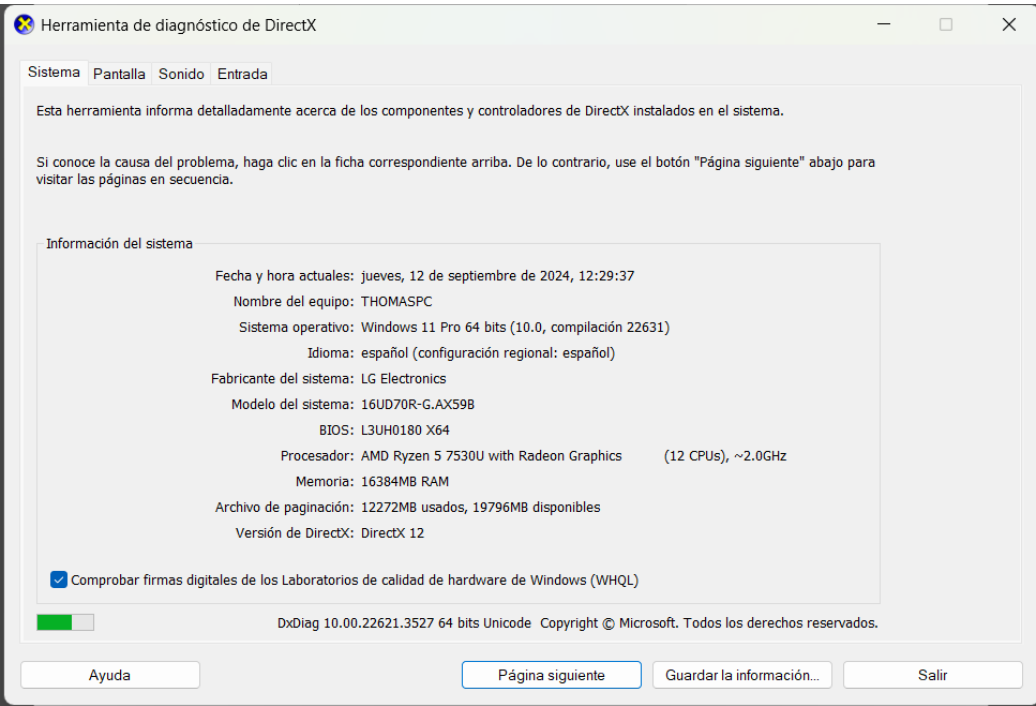 Herramienta de diagnóstico de DirectX
Sistema Pantalla Sonido Entrada
Esta herramienta informa detalladamente acerca de los componentes y controladores de DirectX instalados en el sistema.
Si conoce la causa del problema, haga clic en la ficha correspondiente arriba. De lo contrario, use el botón "Página siguiente" abajo para
visitar las páginas en secuencia.
Información del sistema
Fecha y hora actuales: jueves, 12 de septiembre de 2024, 12:29:37
Nombre del equipo: THOMASPC
Sistema operativo: Windows 11 Pro 64 bits (10.0, compilación 22631)
Idioma: español (configuración regional: español)
Fabricante del sistema: LG Electronics
Modelo del sistema: 16UD70R-G.AX59B
BIOS: L3UH0180 X64
Procesador: AMD Ryzen 5 7530U with Radeon Graphics (12 CPUs), ~2.0GHz
Memoria: 16384MB RAM
Archivo de paginación: 12272MB usados, 19796MB disponibles
Versión de DirectX: DirectX 12
Comprobar firmas digitales de los Laboratorios de calidad de hardware de Windows (WHQL)
DxDiag 10.00.22621.3527 64 bits Unicode Copyright © Microsoft. Todos los derechos reservados.
Ayuda Página siguiente Guardar la información... Salir